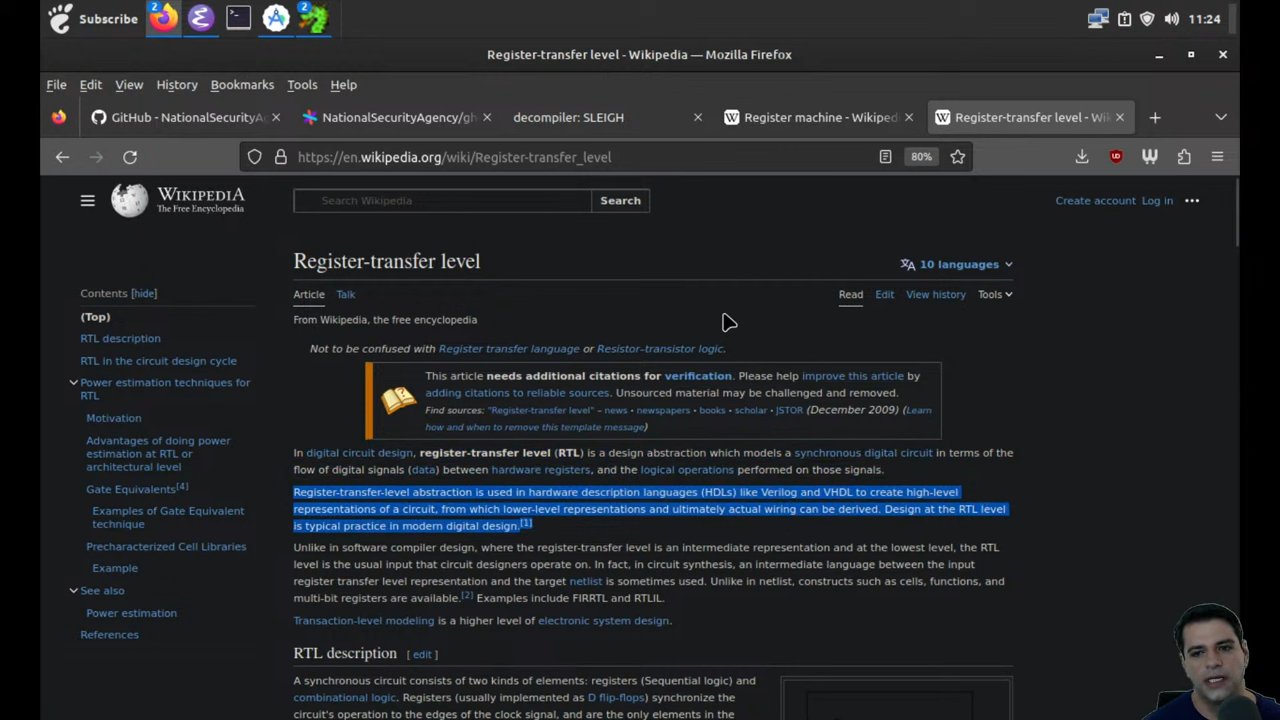 Subscribe
2
2
11:24
Register-transfer level - Wikipedia — Mozilla Firefox
File Edit View History Bookmarks Tools Help
GitHub - NationalSecurityAg
NationalSecurityAgency/gh
decompiler: SLEIGH
Register machine - Wikiped
Register-transfer level - Wik
https://en.wikipedia.org/wiki/Register-transfer_level
80%
WIKIPEDIA
The Free Encyclopedia
Search Wikipedia
Search
Create account Log in
Contents [hide]
(Top)
RTL description
RTL in the circuit design cycle
Power estimation techniques for
RTL
Motivation
Advantages of doing power
estimation at RTL or
architectural level
Gate Equivalents[4]
Examples of Gate Equivalent
technique
Precharacterized Cell Libraries
Example
See also
Power estimation
References
Register-transfer level
10 languages
Article Talk
Read Edit View history Tools
From Wikipedia, the free encyclopedia
Not to be confused with Register transfer language or Resistor–transistor logic.
This article needs additional citations for verification. Please help improve this article by
adding citations to reliable sources. Unsourced material may be challenged and removed.
Find sources: "Register-transfer level" – news • newspapers • books • scholar • JSTOR (December 2009) (Learn
how and when to remove this template message)
In digital circuit design, register-transfer level (RTL) is a design abstraction which models a synchronous digital circuit in terms of the
flow of digital signals (data) between hardware registers, and the logical operations performed on those signals.
Register-transfer-level abstraction is used in hardware description languages (HDLs) like Verilog and VHDL to create high-level
representations of a circuit, from which lower-level representations and ultimately actual wiring can be derived. Design at the RTL level
is typical practice in modern digital design.[1]
Unlike in software compiler design, where the register-transfer level is an intermediate representation and at the lowest level, the RTL
level is the usual input that circuit designers operate on. In fact, in circuit synthesis, an intermediate language between the input
register transfer level representation and the target netlist is sometimes used. Unlike in netlist, constructs such as cells, functions, and
multi-bit registers are available.[2] Examples include FIRRTL and RTLIL.
Transaction-level modeling is a higher level of electronic system design.
RTL description [ edit ]
A synchronous circuit consists of two kinds of elements: registers (Sequential logic) and
combinational logic. Registers (usually implemented as D flip-flops) synchronize the
circuit's operation to the edges of the clock signal, and are the only elements in the